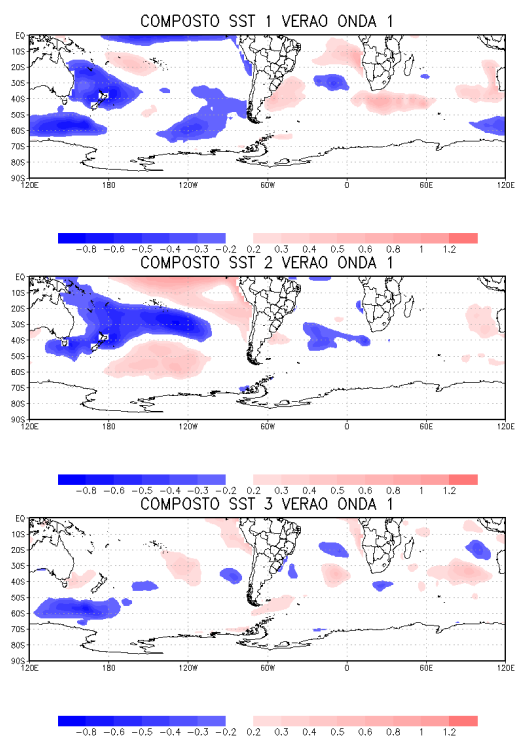 COMPOSTO SST 1 VERAO ONDA 1
EQ
10S
20S
30S
40S
50S
60S
70S
80S
90S
120E 180 120W 60W 0 60E 120E
-0.8 -0.6 -0.5 -0.4 -0.3 -0.2 0.2 0.3 0.4 0.5 0.6 0.8 1 1.2
COMPOSTO SST 2 VERAO ONDA 1
EQ
10S
20S
30S
40S
50S
60S
70S
80S
90S
120E 180 120W 60W 0 60E 120E
-0.8 -0.6 -0.5 -0.4 -0.3 -0.2 0.2 0.3 0.4 0.5 0.6 0.8 1 1.2
COMPOSTO SST 3 VERAO ONDA 1
EQ
10S
20S
30S
40S
50S
60S
70S
80S
90S
120E 180 120W 60W 0 60E 120E
-0.8 -0.6 -0.5 -0.4 -0.3 -0.2 0.2 0.3 0.4 0.5 0.6 0.8 1 1.2